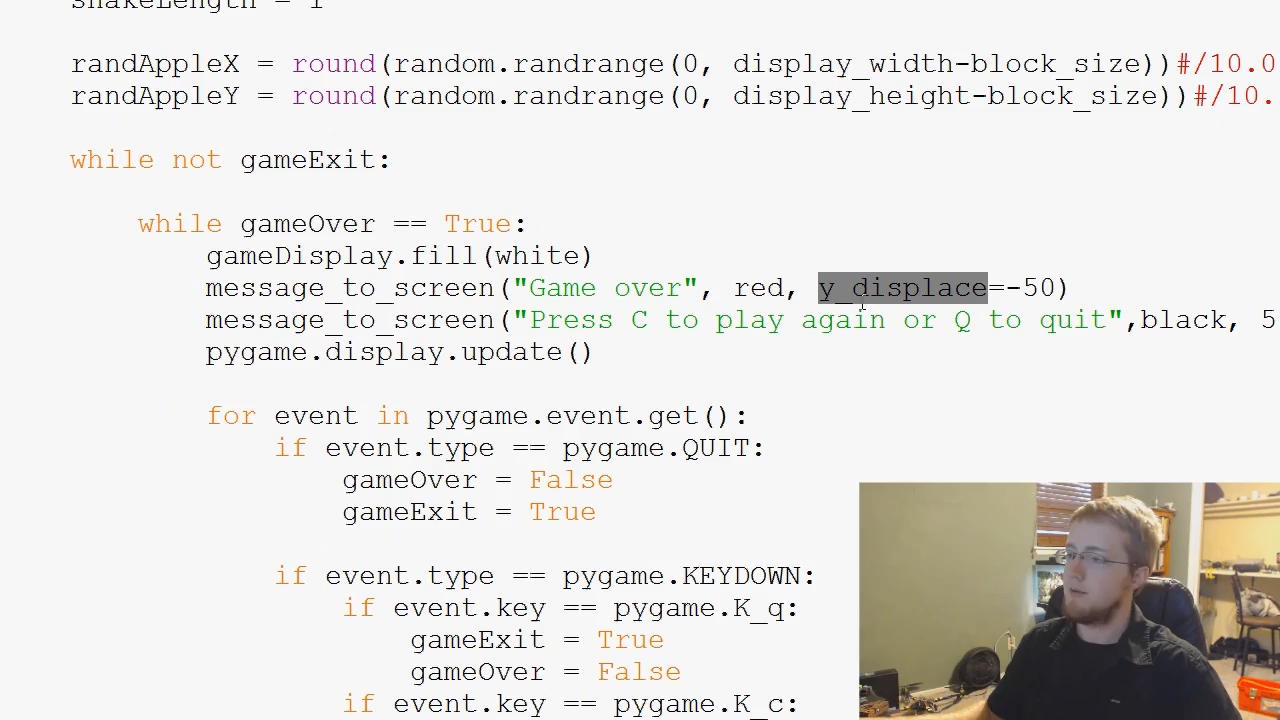 snakeLength = 1
randAppleX = round(random.randrange(0, display_width-block_size))#/10.0
randAppleY = round(random.randrange(0, display_height-block_size))#/10.
while not gameExit:
while gameOver == True:
gameDisplay.fill(white)
message_to_screen("Game over", red, y_displace=-50)
message_to_screen("Press C to play again or Q to quit",black, 5
pygame.display.update()
for event in pygame.event.get():
if event.type == pygame.QUIT:
gameOver = False
gameExit = True
if event.type == pygame.KEYDOWN:
if event.key == pygame.K_q:
gameExit = True
gameOver = False
if event.key == pygame.K_c: